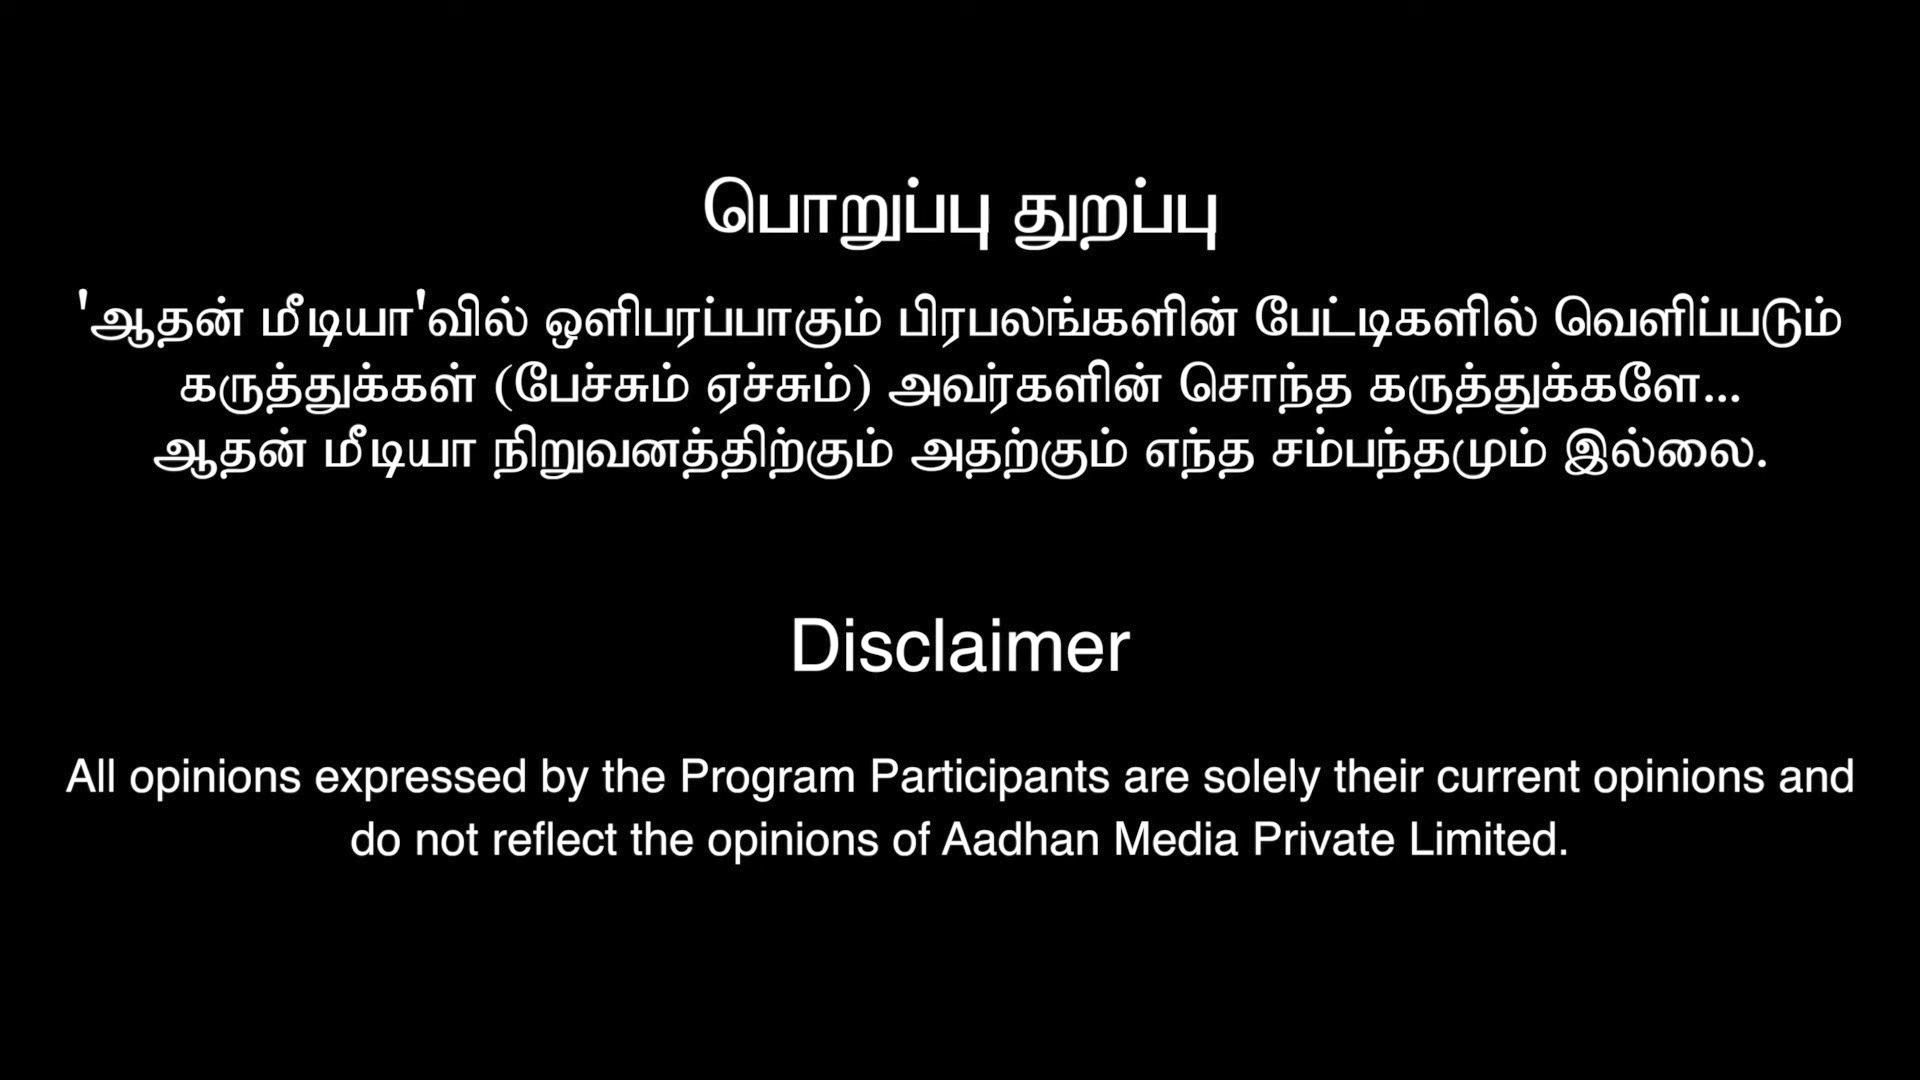 பொறுப்பு துறப்பு
'ஆதன் மீடியா'வில் ஒளிபரப்பாகும் பிரபலங்களின் பேட்டிகளில் வெளிப்படும்
கருத்துக்கள் (பேச்சும் ஏச்சும்) அவர்களின் சொந்த கருத்துக்களே...
ஆதன் மீடியா நிறுவனத்திற்கும் அதற்கும் எந்த சம்பந்தமும் இல்லை.
Disclaimer
All opinions expressed by the Program Participants are solely their current opinions and
do not reflect the opinions of Aadhan Media Private Limited.